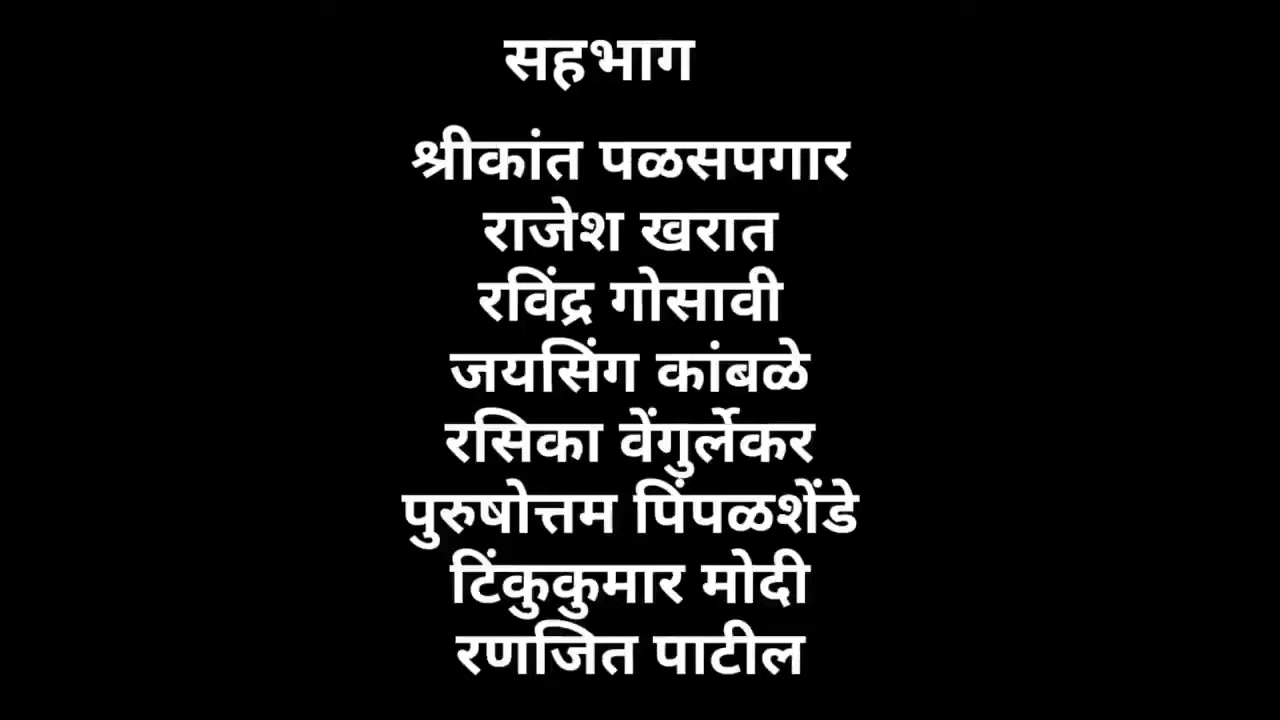 सहभाग
श्रीकांत पळसपगार
राजेश खरात
रविंद्र गोसावी
जयसिंग कांबळे
रसिका वेंगुर्लेकर
पुरुषोत्तम पिंपळशेंडे
टिंकुकुमार मोदी
रणजित पाटील